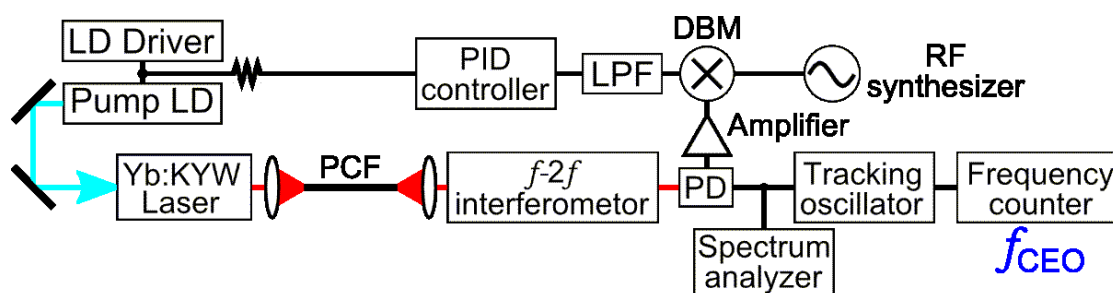 LD Driver
Pump LD
PID
controller
LPF
DBM
RF
synthesizer
Amplifier
Yb:KYW
Laser
PCF
f-2f
interferometor
PD
Tracking
oscillator
Frequency
counter
Spectrum
analyzer
fCEO